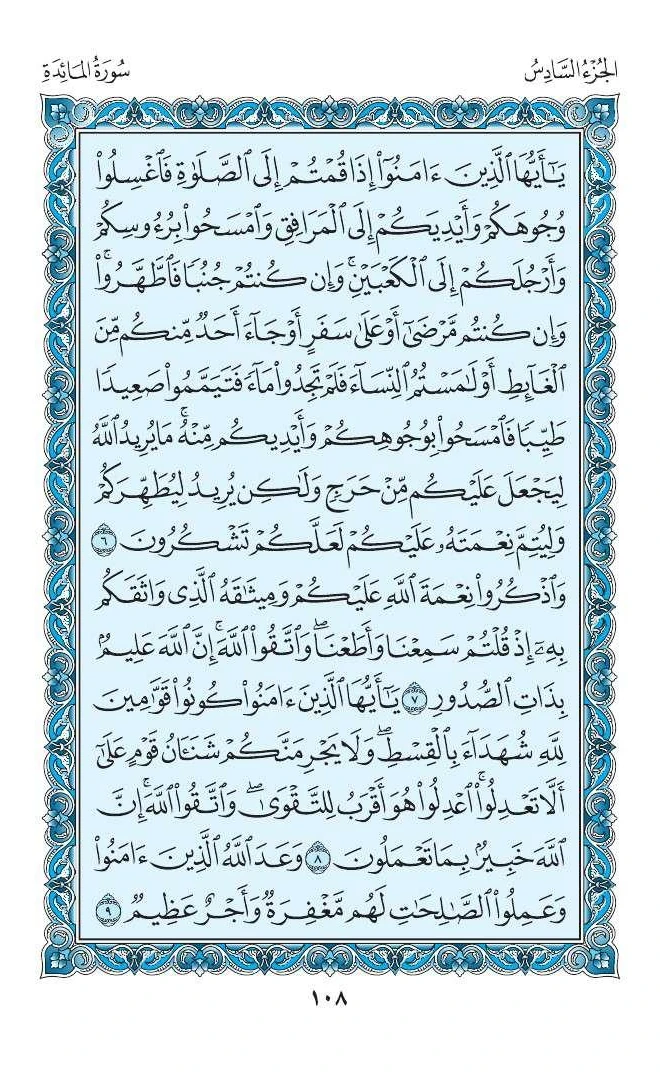 الجُزْءُ السَّادِسُ
سُورَةُ المَائِدَةِ
يَٰٓأَيُّهَا ٱلَّذِينَ ءَامَنُوٓاْ إِذَا قُمۡتُمۡ إِلَى ٱلصَّلَوٰةِ فَٱغۡسِلُواْ
وُجُوهَكُمۡ وَأَيۡدِيَكُمۡ إِلَى ٱلۡمَرَافِقِ وَٱمۡسَحُواْ بِرُءُوسِكُمۡ
وَأَرۡجُلَكُمۡ إِلَى ٱلۡكَعۡبَيۡنِۚ وَإِن كُنتُمۡ جُنُبٗا فَٱطَّهَّرُواْۚ
وَإِن كُنتُم مَّرۡضَىٰٓ أَوۡ عَلَىٰ سَفَرٍ أَوۡ جَآءَ أَحَدٞ مِّنكُم مِّنَ
ٱلۡغَآئِطِ أَوۡ لَٰمَسۡتُمُ ٱلنِّسَآءَ فَلَمۡ تَجِدُواْ مَآءٗ فَتَيَمَّمُواْ صَعِيدٗا
طَيِّبٗا فَٱمۡسَحُواْ بِوُجُوهِكُمۡ وَأَيۡدِيكُم مِّنۡهُۚ مَا يُرِيدُ ٱللَّهُ
لِيَجۡعَلَ عَلَيۡكُم مِّنۡ حَرَجٖ وَلَٰكِن يُرِيدُ لِيُطَهِّرَكُمۡ
وَلِيُتِمَّ نِعۡمَتَهُۥ عَلَيۡكُمۡ لَعَلَّكُمۡ تَشۡكُرُونَ ٦
وَٱذۡكُرُواْ نِعۡمَةَ ٱللَّهِ عَلَيۡكُمۡ وَمِيثَٰقَهُ ٱلَّذِي وَاثَقَكُم
بِهِۦٓ إِذۡ قُلۡتُمۡ سَمِعۡنَا وَأَطَعۡنَاۖ وَٱتَّقُواْ ٱللَّهَۚ إِنَّ ٱللَّهَ عَلِيمُۢ
بِذَاتِ ٱلصُّدُورِ ٧ يَٰٓأَيُّهَا ٱلَّذِينَ ءَامَنُواْ كُونُواْ قَوَّٰمِينَ
لِلَّهِ شُهَدَآءَ بِٱلۡقِسۡطِۖ وَلَا يَجۡرِمَنَّكُمۡ شَنَـَٔانُ قَوۡمٍ عَلَىٰٓ
أَلَّا تَعۡدِلُواْۚ ٱعۡدِلُواْ هُوَ أَقۡرَبُ لِلتَّقۡوَىٰۖ وَٱتَّقُواْ ٱللَّهَۚ إِنَّ
ٱللَّهَ خَبِيرُۢ بِمَا تَعۡمَلُونَ ٨ وَعَدَ ٱللَّهُ ٱلَّذِينَ ءَامَنُواْ
وَعَمِلُواْ ٱلصَّٰلِحَٰتِ لَهُم مَّغۡفِرَةٞ وَأَجۡرٌ عَظِيمٞ ٩
١٠٨